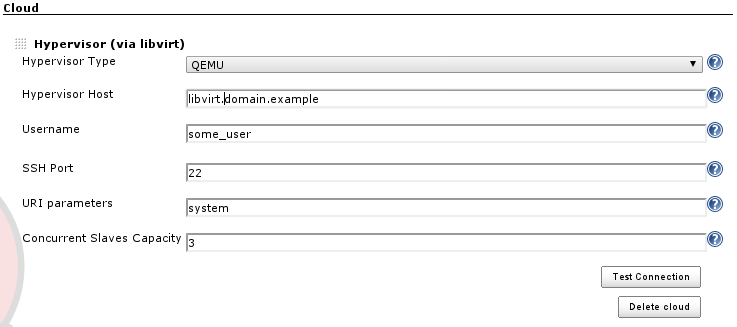 Cloud
Hypervisor (via libvirt)
Hypervisor Type QEMU ?
Hypervisor Host libvirt.domain.example ?
Username some_user ?
SSH Port 22 ?
URI parameters system ?
Concurrent Slaves Capacity 3 ?
Test Connection
Delete cloud